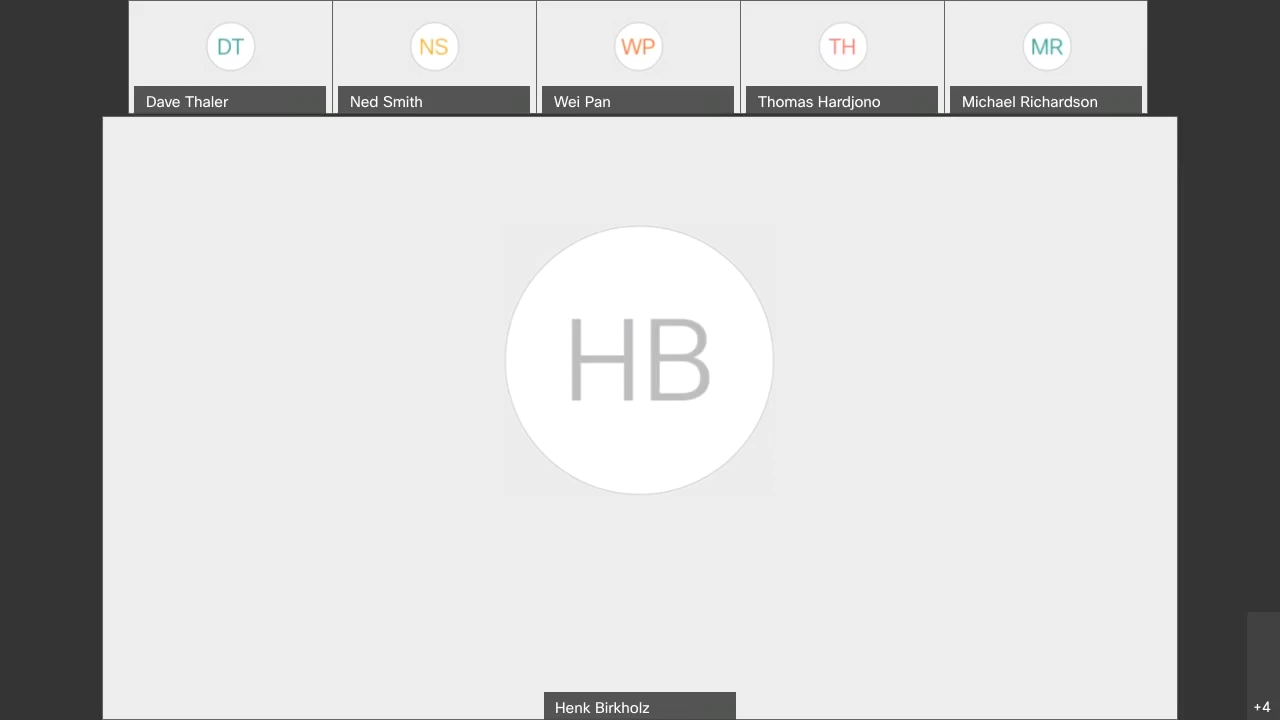 DT
NS
WP
TH
MR
Dave Thaler
Ned Smith
Wei Pan
Thomas Hardjono
Michael Richardson
HB
Henk Birkholz
+4